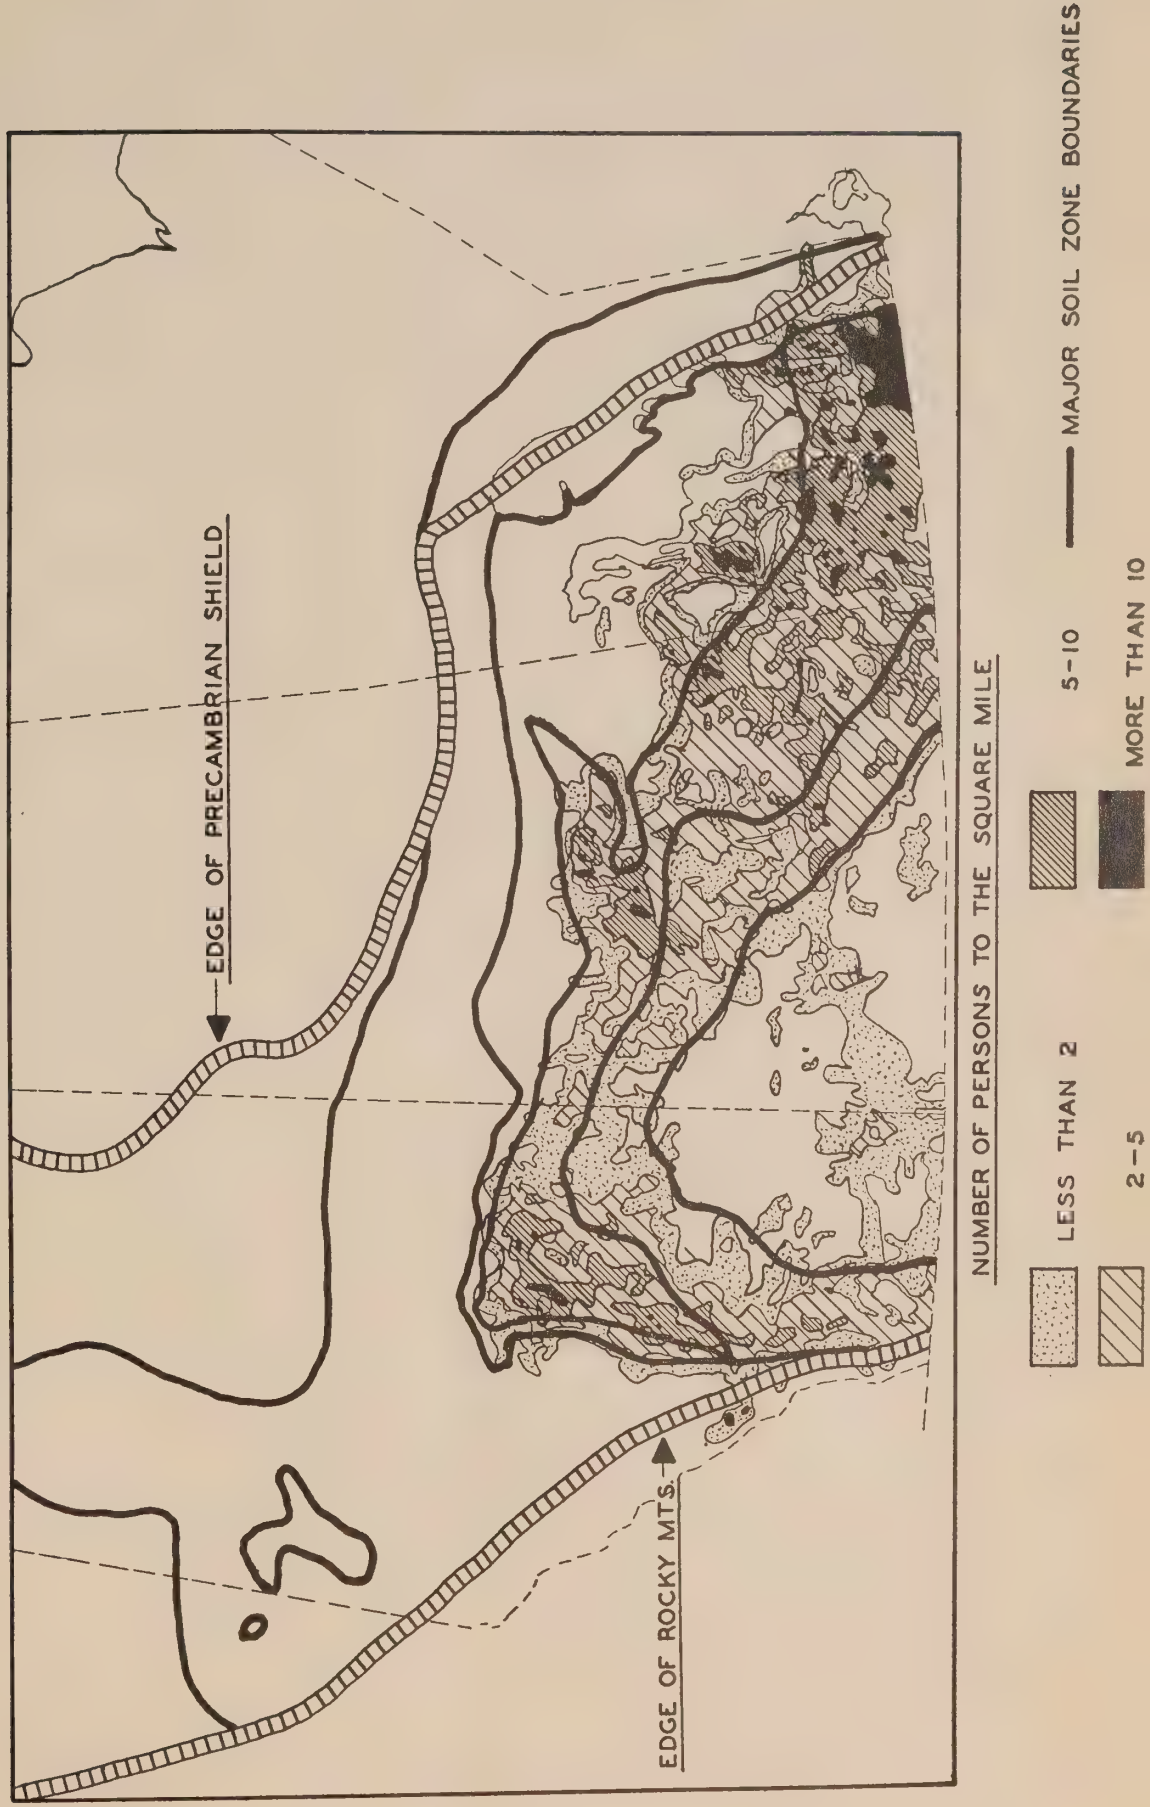 EDGE OF PRECAMBRIAN SHIELD
EDGE OF ROCKY MTS.
NUMBER OF PERSONS TO THE SQUARE MILE
LESS THAN 2
5-10
MAJOR SOIL ZONE BOUNDARIES
2-5
MORE THAN 10